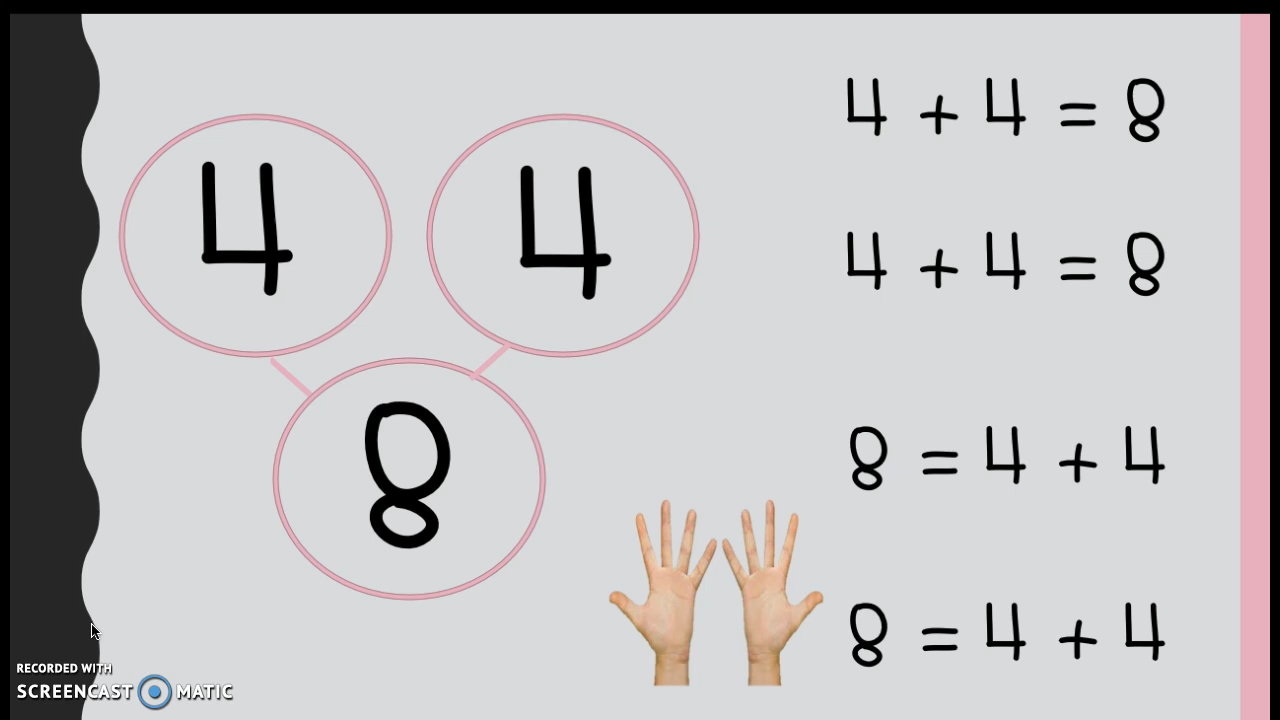 4 4
8
4 + 4 = 8
4 + 4 = 8
8 = 4 + 4
8 = 4 + 4
RECORDED WITH
SCREENCAST MATIC